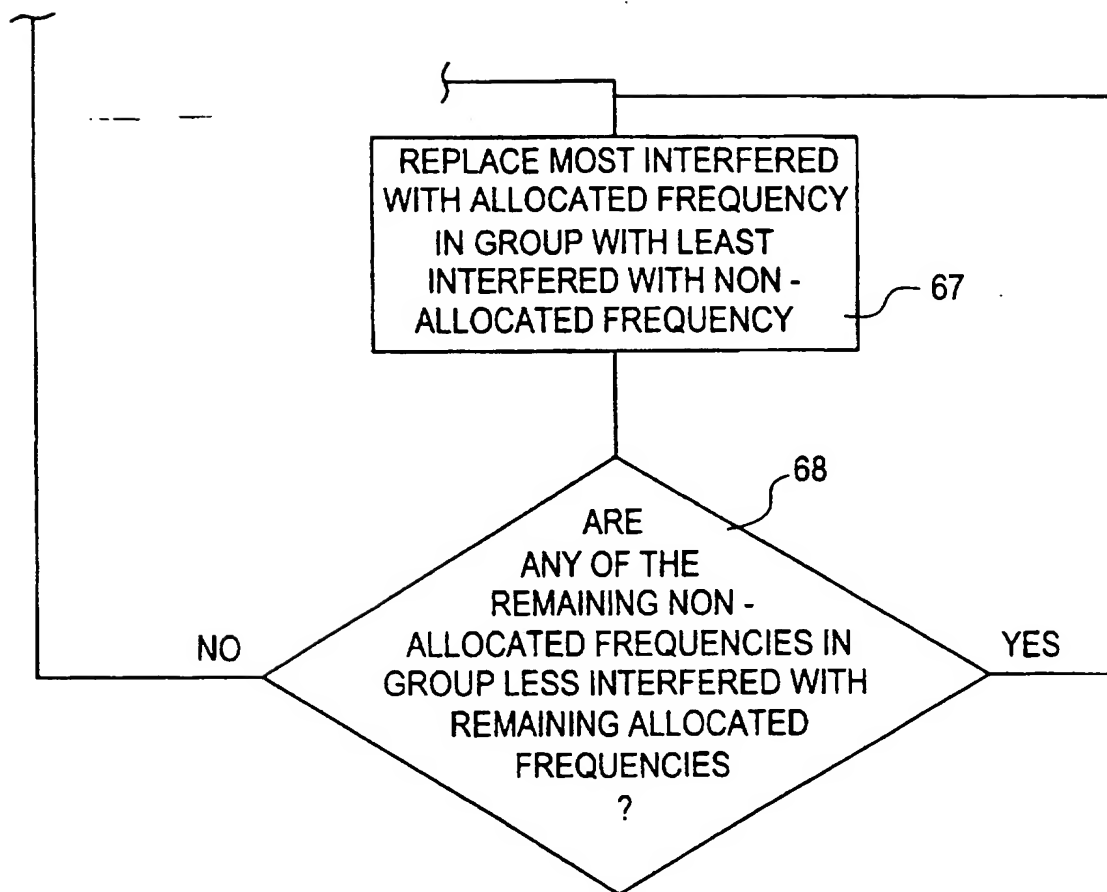 REPLACE MOST INTERFERED
WITH ALLOCATED FREQUENCY
IN GROUP WITH LEAST
INTERFERED WITH NON -
ALLOCATED FREQUENCY
67
68
ARE
ANY OF THE
REMAINING NON -
ALLOCATED FREQUENCIES IN
GROUP LESS INTERFERED WITH
REMAINING ALLOCATED
FREQUENCIES
?
NO
YES